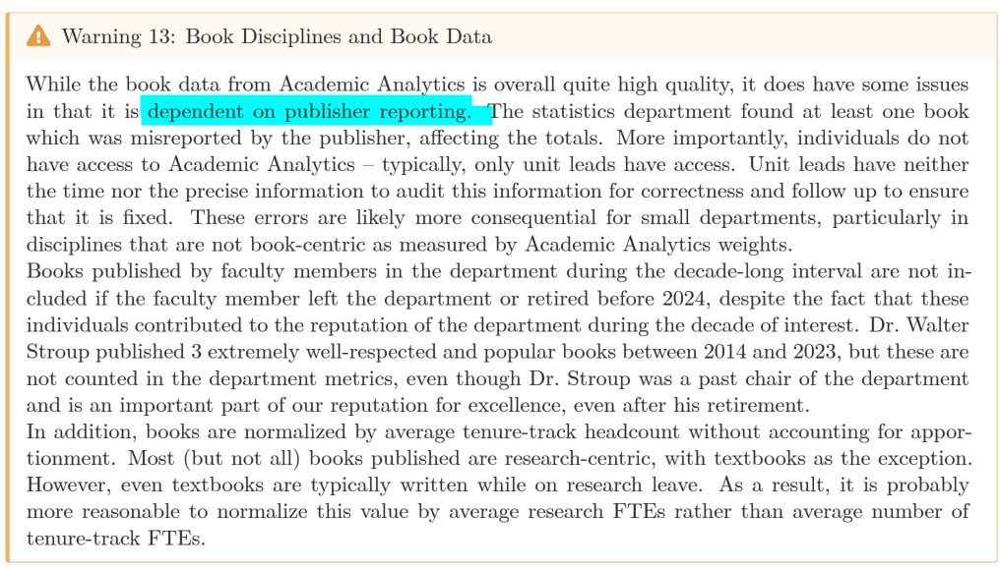 Warning 13: Book Disciplines and Book Data
While the book data from Academic Analytics is overall quite high quality, it does have some issues
in that it is dependent on publisher reporting. The statistics department found at least one book
which was misreported by the publisher, affecting the totals. More importantly, individuals do not
have access to Academic Analytics – typically, only unit leads have access. Unit leads have neither
the time nor the precise information to audit this information for correctness and follow up to ensure
that it is fixed. These errors are likely more consequential for small departments, particularly in
disciplines that are not book-centric as measured by Academic Analytics weights.
Books published by faculty members in the department during the decade-long interval are not in-
cluded if the faculty member left the department or retired before 2024, despite the fact that these
individuals contributed to the reputation of the department during the decade of interest. Dr. Walter
Stroup published 3 extremely well-respected and popular books between 2014 and 2023, but these are
not counted in the department metrics, even though Dr. Stroup was a past chair of the department
and is an important part of our reputation for excellence, even after his retirement.
In addition, books are normalized by average tenure-track headcount without accounting for appor-
tionment. Most (but not all) books published are research-centric, with textbooks as the exception.
However, even textbooks are typically written while on research leave. As a result, it is probably
more reasonable to normalize this value by average research FTEs rather than average number of
tenure-track FTEs.